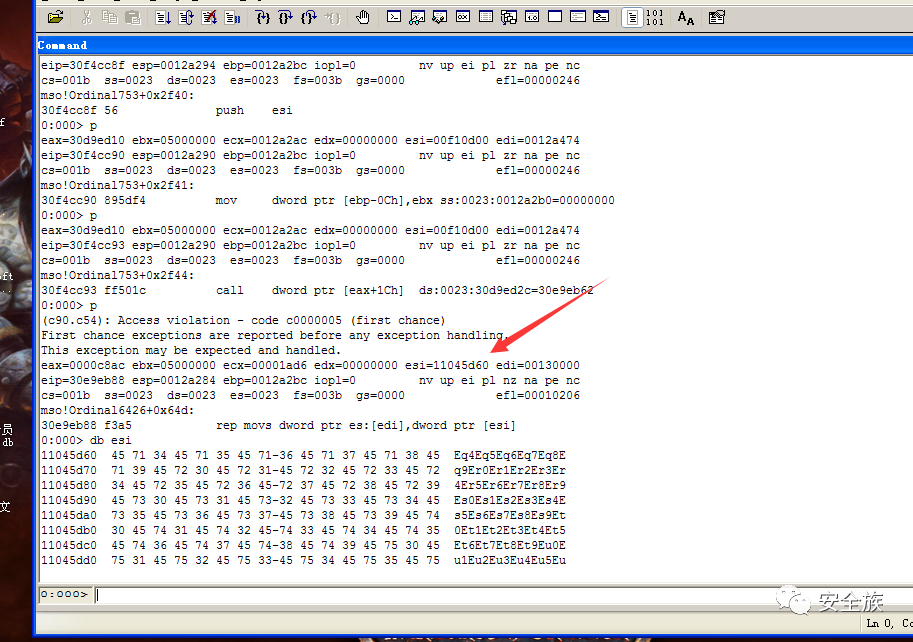 Command
eip=30f4cc8f esp=0012a294 ebp=0012a2bc iopl=0         nv up ei pl zr na pe nc
cs=001b  ss=0023  ds=0023  es=0023  fs=003b  gs=0000             efl=00000246
mso!Ordinal753+0x2f40:
30f4cc8f 56              push    esi
0:000> p
eax=30d9ed10 ebx=05000000 ecx=0012a2ac edx=00000000 esi=00f10d00 edi=0012a474
eip=30f4cc90 esp=0012a290 ebp=0012a2bc iopl=0         nv up ei pl zr na pe nc
cs=001b  ss=0023  ds=0023  es=0023  fs=003b  gs=0000             efl=00000246
mso!Ordinal753+0x2f41:
30f4cc90 895df4          mov     dword ptr [ebp-0Ch],ebx ss:0023:0012a2b0=00000000
0:000> p
eax=30d9ed10 ebx=05000000 ecx=0012a2ac edx=00000000 esi=00f10d00 edi=0012a474
eip=30f4cc93 esp=0012a290 ebp=0012a2bc iopl=0         nv up ei pl zr na pe nc
cs=001b  ss=0023  ds=0023  es=0023  fs=003b  gs=0000             efl=00000246
mso!Ordinal753+0x2f44:
30f4cc93 ff501c          call    dword ptr [eax+1Ch]  ds:0023:30d9ed2c=30e9eb62
0:000> p
(c90.c54): Access violation - code c0000005 (first chance)
First chance exceptions are reported before any exception handling.
This exception may be expected and handled.
eax=0000c8ac ebx=05000000 ecx=00001ad6 edx=00000000 esi=11045d60 edi=00130000
eip=30e9eb88 esp=0012a284 ebp=0012a2bc iopl=0         nv up ei pl nz na pe nc
cs=001b  ss=0023  ds=0023  es=0023  fs=003b  gs=0000             efl=00010206
mso!Ordinal6426+0x64d:
30e9eb88 f3a5            rep movs dword ptr es:[edi],dword ptr [esi]
0:000> db esi
11045d60  45 71 34 45 71 35 45 71-36 45 71 37 45 71 38 45  Eq4Eq5Eq6Eq7Eq8E
11045d70  71 39 45 72 30 45 72 31-45 72 32 45 72 33 45 72  q9Er0Er1Er2Er3Er
11045d80  34 45 72 35 45 72 36 45-72 37 45 72 38 45 72 39  4Er5Er6Er7Er8Er9
11045d90  45 73 30 45 73 31 45 73-32 45 73 33 45 73 34 45  Es0Es1Es2Es3Es4E
11045da0  73 35 45 73 36 45 73 37-45 73 38 45 73 39 45 74  s5Es6Es7Es8Es9Et
11045db0  30 45 74 31 45 74 32 45-74 33 45 74 34 45 74 35  0Et1Et2Et3Et4Et5
11045dc0  45 74 36 45 74 37 45 74-38 45 74 39 45 75 30 45  Et6Et7Et8Et9Eu0E
11045dd0  75 31 45 75 32 45 75 33-45 75 34 45 75 35 45 75  u1Eu2Eu3Eu4Eu5Eu
0:000>
安全族
Ln 0, Co
f
oft
员
db
文